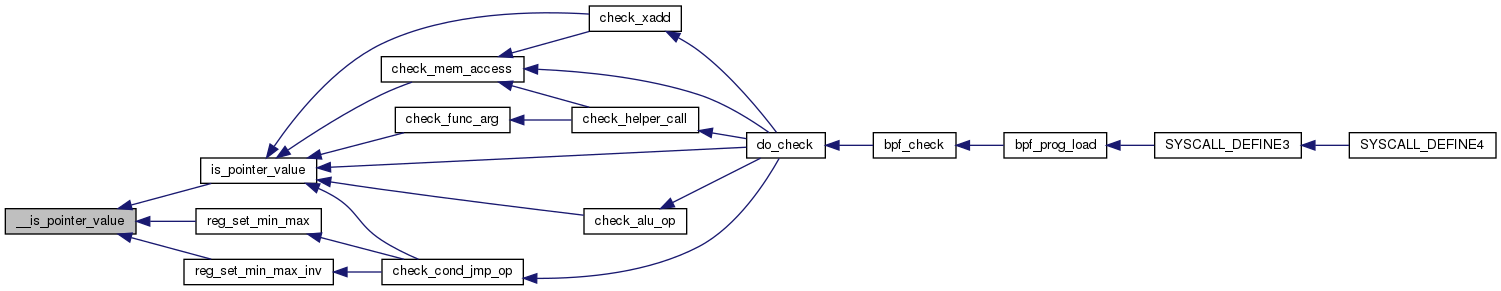 check_xadd
check_mem_access
check_func_arg
check_helper_call
do_check
bpf_check
bpf_prog_load
SYSCALL_DEFINE3
SYSCALL_DEFINE4
is_pointer_value
__is_pointer_value
reg_set_min_max
check_alu_op
reg_set_min_max_inv
check_cond_jmp_op